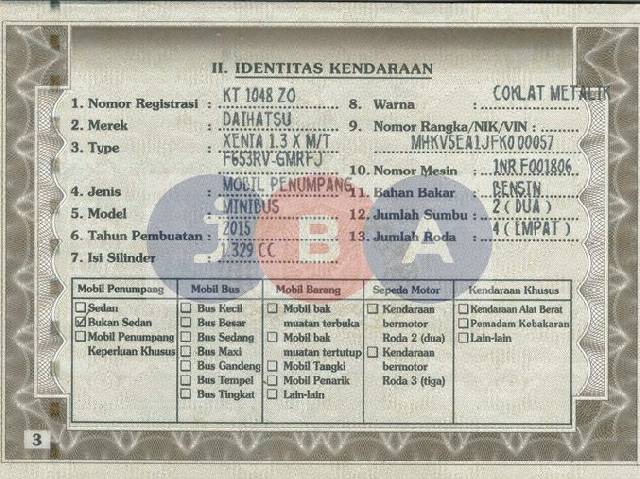 II. IDENTITAS KENDARAAN
1. Nomor Registrasi : KT 1048 ZO
2. Merek : DAIHATSU
3. Type : XENIA 1.3 X M/T
F653RV-GMRFJ
4. Jenis : MOBIL PENUMPANG
5. Model : MINIBUS
6. Tahun Pembuatan : 2015
7. Isi Silinder : 1.329 CC
8. Warna : COKLAT METALIK
9. Nomor Rangka/NIK/VIN :
MHKV5EA1JFK000057
10. Nomor Mesin : 1NRF001806
11. Bahan Bakar : BENSIN
12. Jumlah Sumbu : 2 ( DUA )
13. Jumlah Roda : 4 ( EMPAT )
iBA
Mobil Penumpang
Sedan
Bukan Sedan
Mobil Penumpang
Keperluan Khusus
Mobil Bus
Bus Kecil
Bus Besar
Bus Sedang
Bus Maxi
Bus Gandeng
Bus Tempel
Bus Tingkat
Mobil Barang
Mobil bak
muatan terbuka
Mobil bak
muatan tertutup
Mobil Tangki
Mobil Penarik
Lain-lain
Sepeda Motor
Kendaraan
bermotor
Roda 2 (dua)
Kendaraan
bermotor
Roda 3 (tiga)
Kendaraan Khusus
Kendaraan Alat Berat
Pemadam Kebakaran
Lain-lain
3